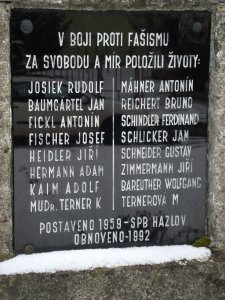 V BOJI PROTI FAŠISMU
ZA SVOBODU A MÍR POLOŽILI ŽIVOTY:
JOSIEK RUDOLF MÄHNER ANTONÍN
BAUMGÄRTEL JAN REICHERT BRUNO
FICKL ANTONÍN SCHINDLER FERDINAND
FISCHER JOSEF SCHLICKER JAN
HEIDLER JIŘÍ SCHNEIDER GUSTAV
HERMANN ADAM ZIMMERMANN JIŘÍ
KAIM ADOLF BAREUTHER WOLFGANG
MUDR. TERNER K TERNEROVA M
POSTAVENO 1959-SPB HAZLOV
OBNOVENO-1992